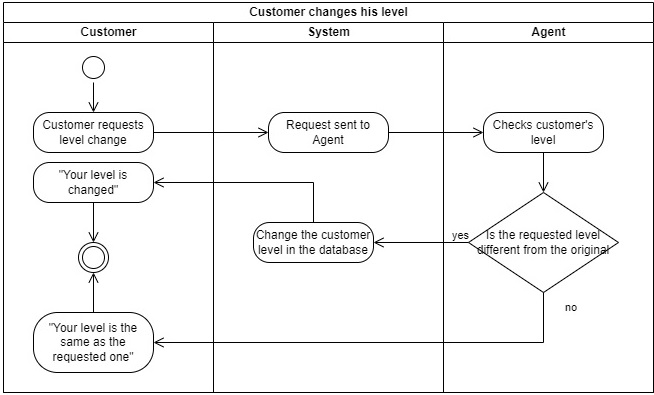 Customer changes his level
Customer
System
Agent
Customer requests
level change
Request sent to
Agent
Checks customer's
level
"Your level is
changed"
Change the customer
level in the database
yes
Is the requested level
different from the original
no
"Your level is the
same as the
requested one"